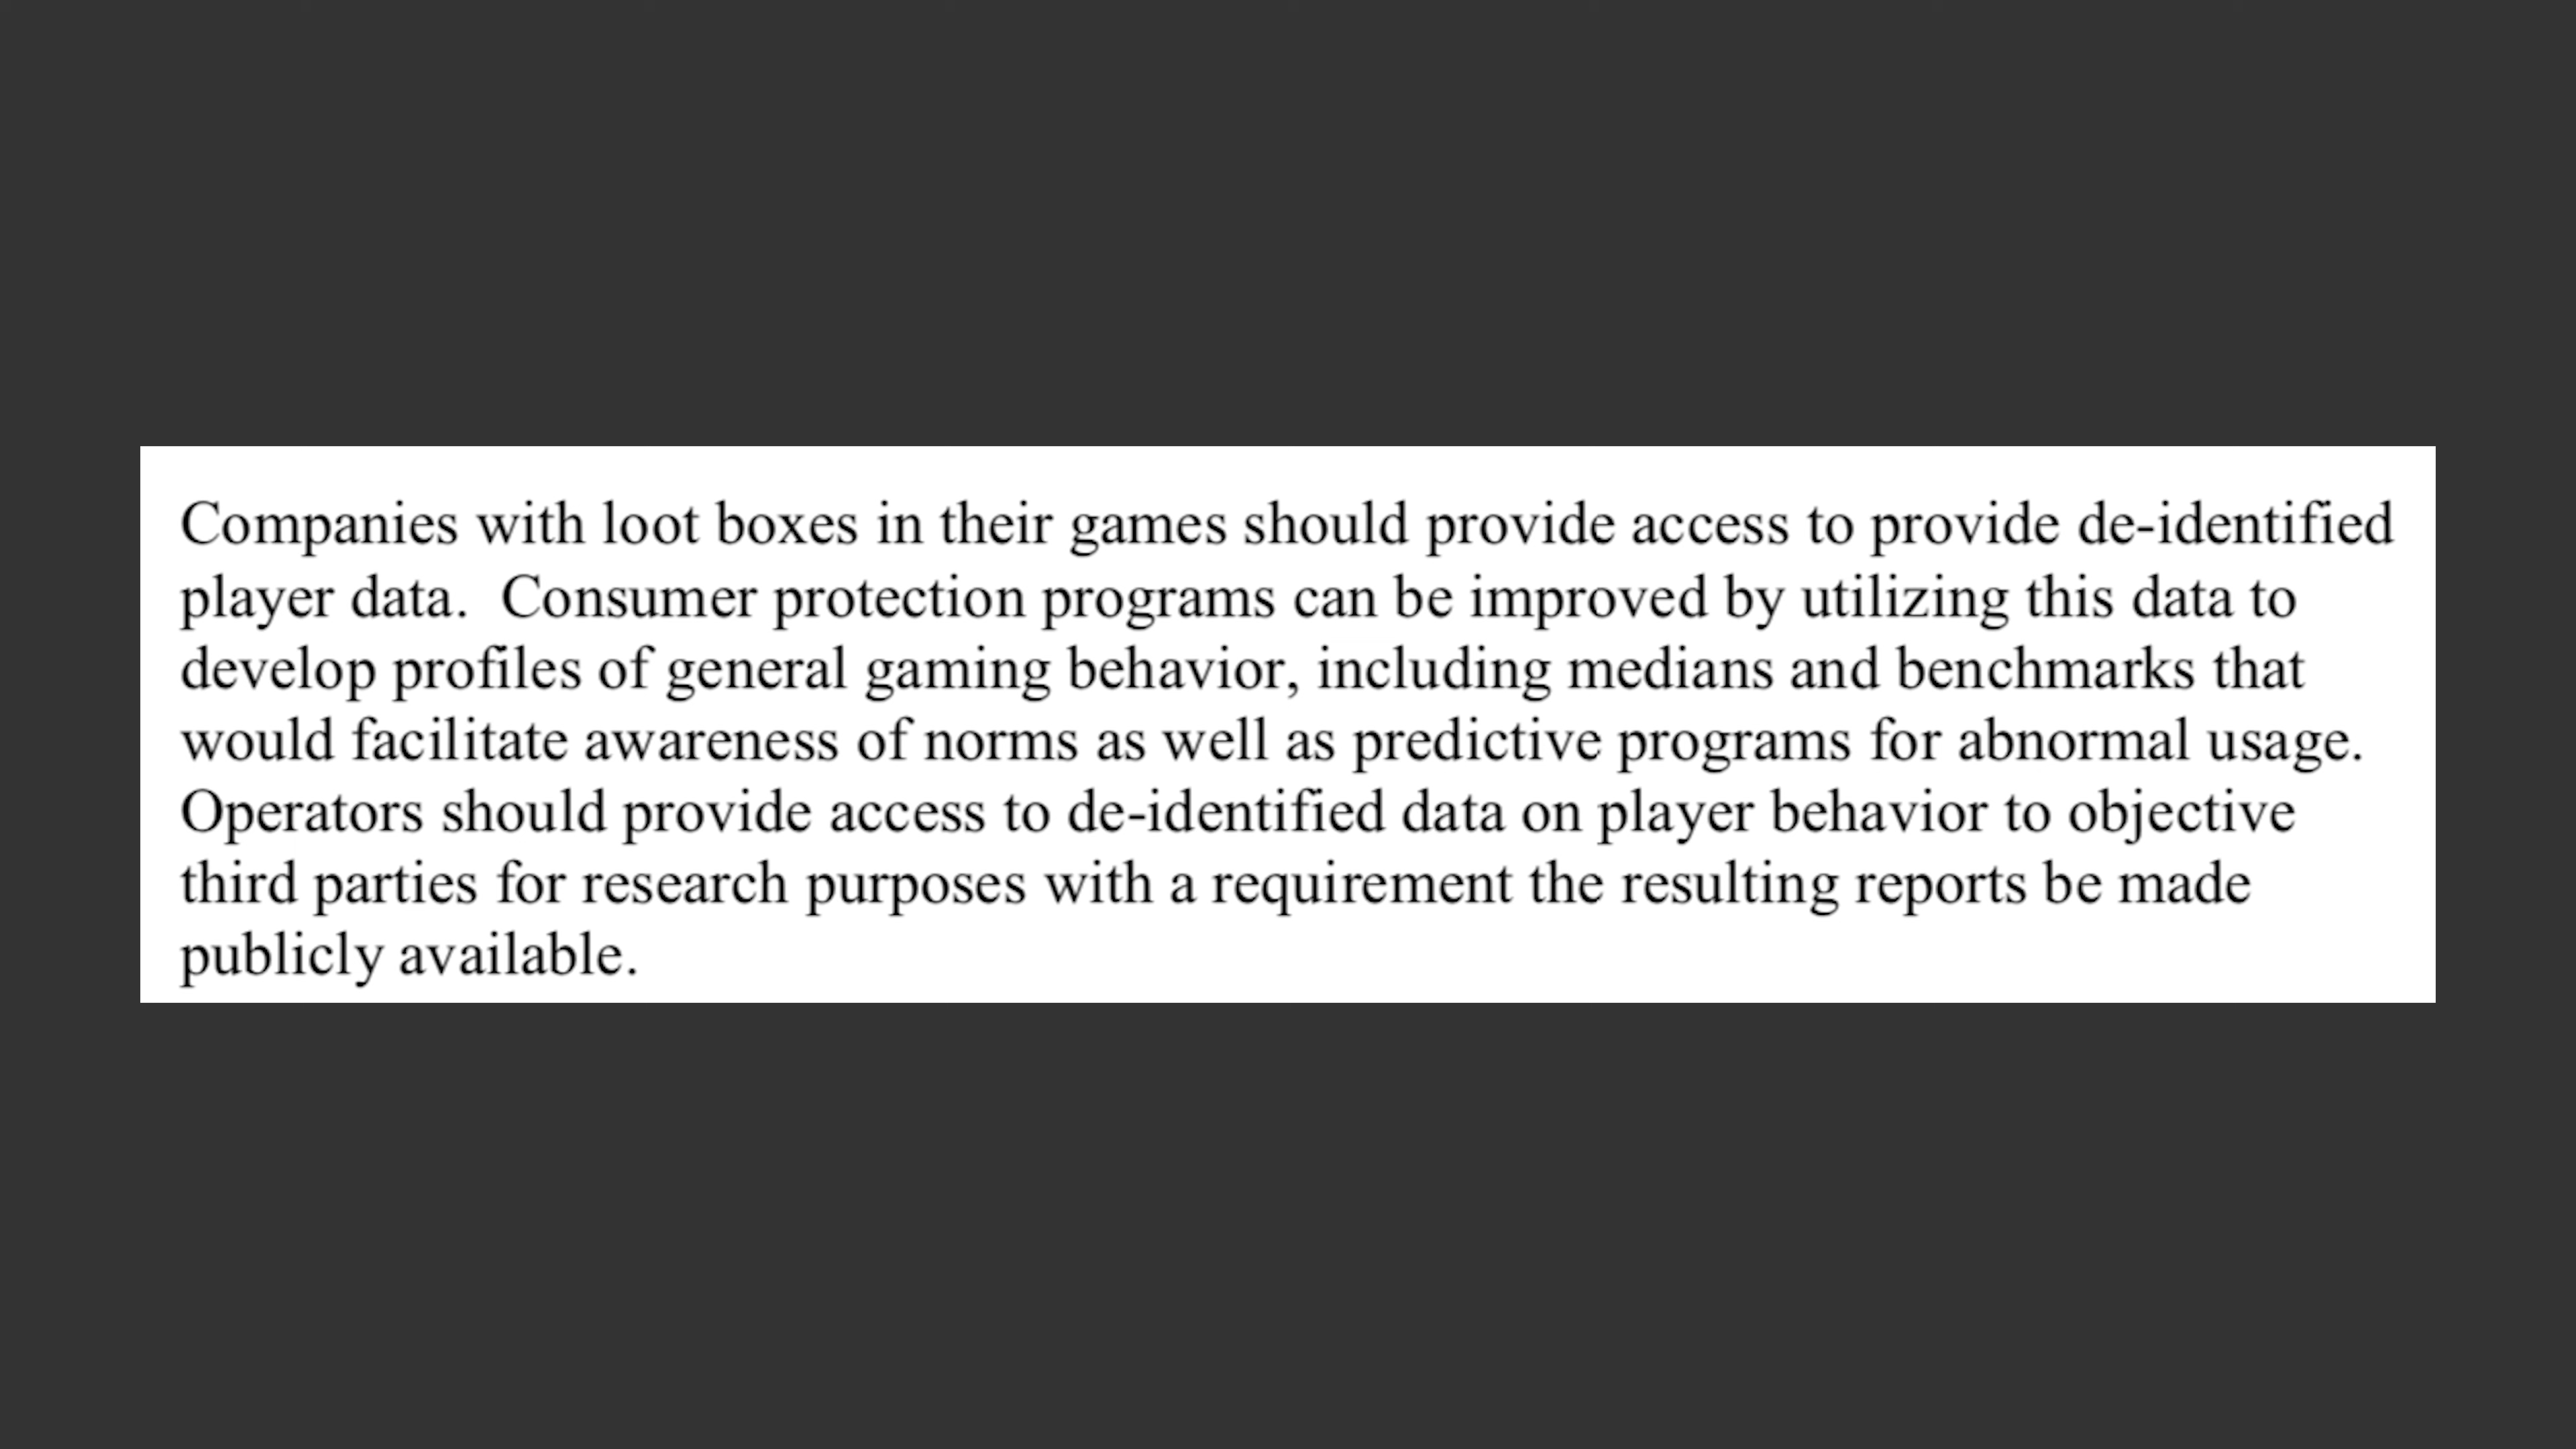 Companies with loot boxes in their games should provide access to provide de-identified
player data.  Consumer protection programs can be improved by utilizing this data to
develop profiles of general gaming behavior, including medians and benchmarks that
would facilitate awareness of norms as well as predictive programs for abnormal usage.
Operators should provide access to de-identified data on player behavior to objective
third parties for research purposes with a requirement the resulting reports be made
publicly available.